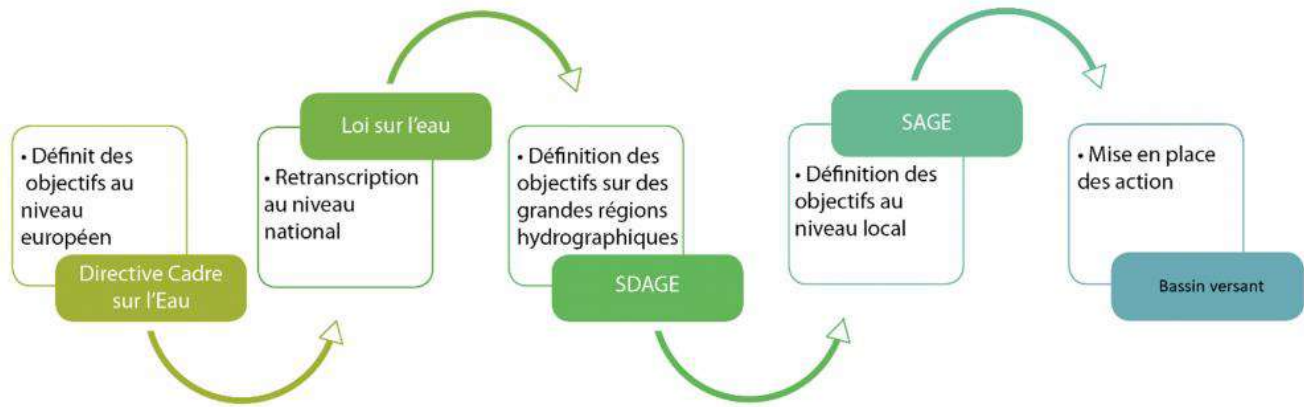 • Définit des
objectifs au
niveau
européen
Directive Cadre
sur l'Eau
Loi sur l'eau
• Retranscription
au niveau
national
• Définition des
objectifs sur des
grandes régions
hydrographiques
SDAGE
SAGE
• Définition des
objectifs au
niveau local
• Mise en place
des action
Bassin versant